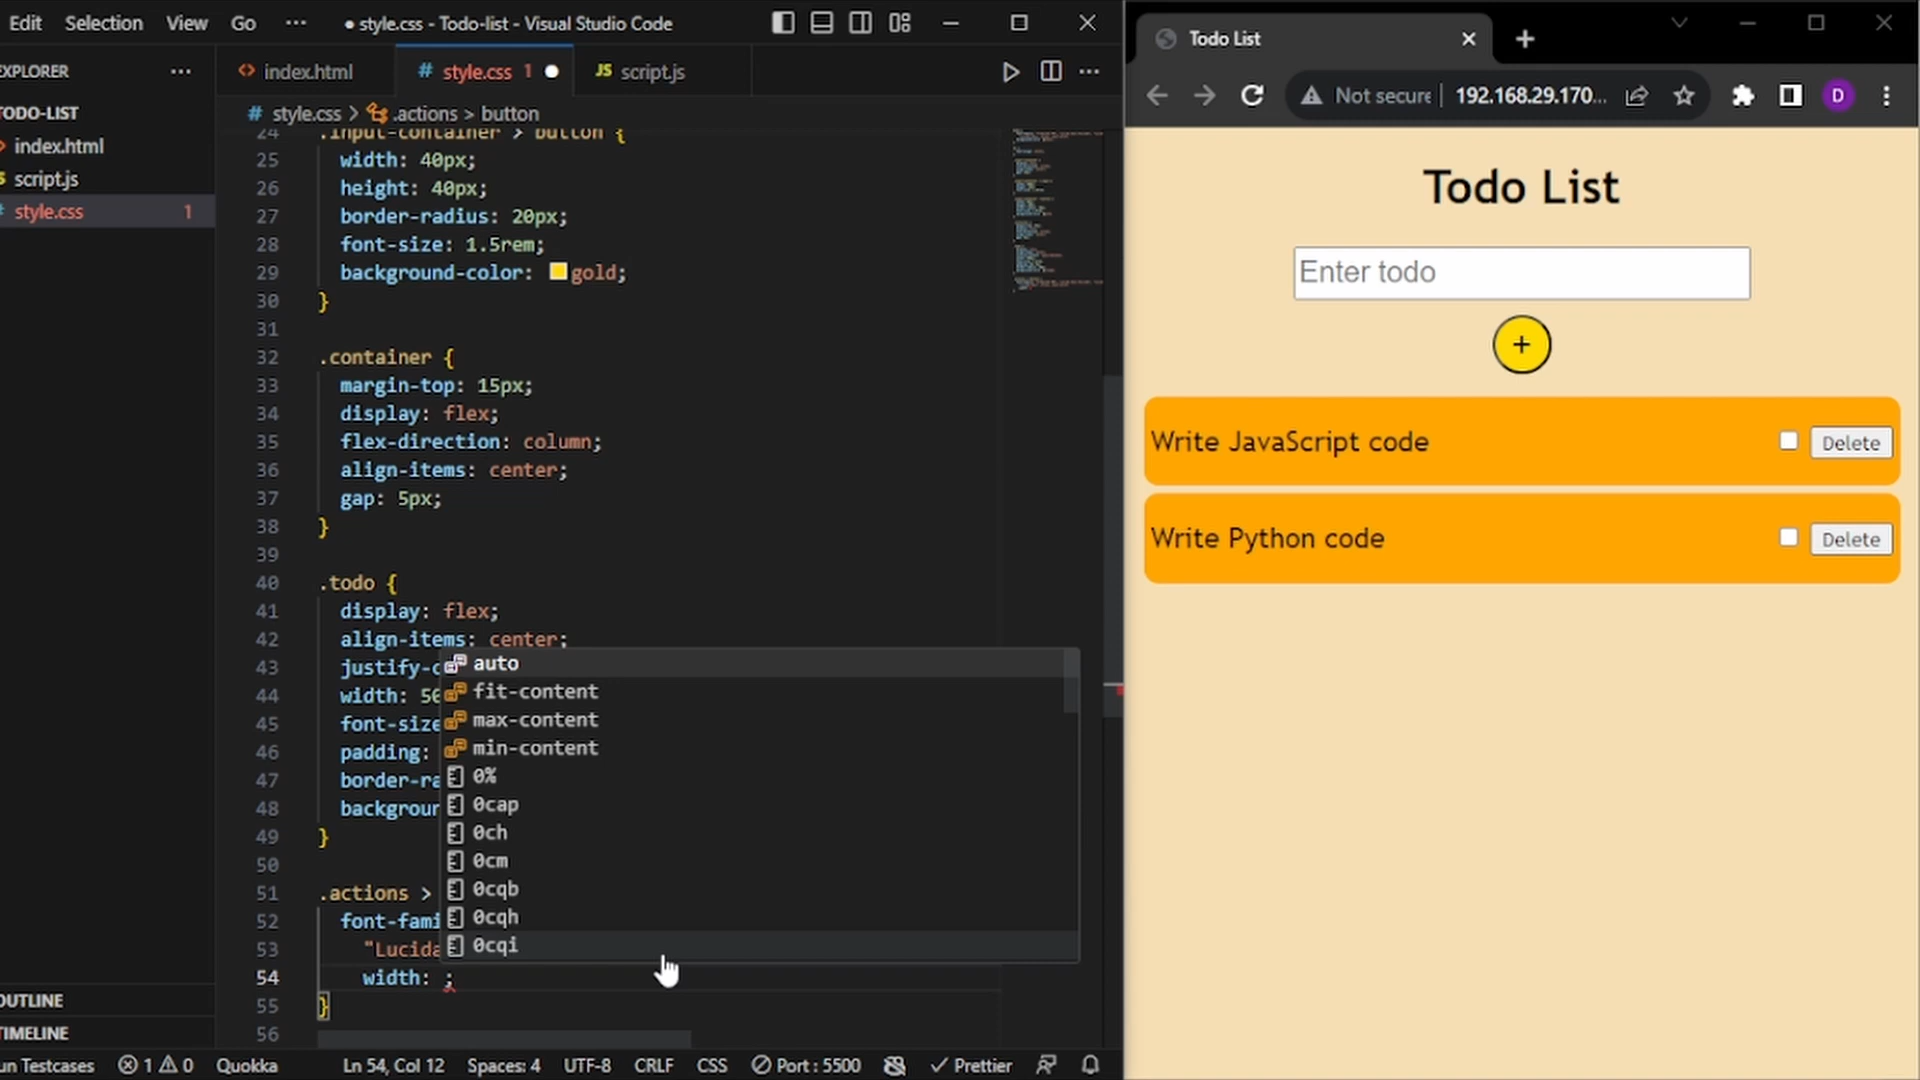 Edit Selection View Go ··· ● style.css - Todo-list - Visual Studio Code
EXPLORER ···
TODO-LIST
index.html
script.js
style.css 1
OUTLINE
TIMELINE
<> index.html
# style.css 1 ●
JS script.js
# style.css > .actions > button
24 .input-container > button {
25 width: 40px;
26 height: 40px;
27 border-radius: 20px;
28 font-size: 1.5rem;
29 background-color: gold;
30 }
31
32 .container {
33 margin-top: 15px;
34 display: flex;
35 flex-direction: column;
36 align-items: center;
37 gap: 5px;
38 }
39
40 .todo {
41 display: flex;
42 align-items: center;
43 justify-c
44 width: 50
45 font-size
46 padding:
47 border-ra
48 backgroun
49 }
50
51 .actions >
52 font-fami
53 "Lucida
54 width: ;
55 }
56
auto
fit-content
max-content
min-content
0%
0cap
0ch
0cm
0cqb
0cqh
0cqi
un Testcases 1 0 Quokka Ln 54, Col 12 Spaces: 4 UTF-8 CRLF CSS Port : 5500 Prettier
Todo List
Not secure 192.168.29.170... D
Todo List
Enter todo
+
Write JavaScript code Delete
Write Python code Delete